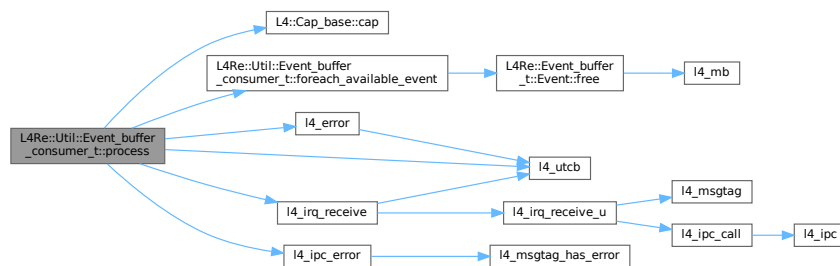 L4::Cap_base::cap
L4Re::Util::Event_buffer
_consumer_t::foreach_available_event
L4Re::Event_buffer
_t::Event::free
l4_mb
L4Re::Util::Event_buffer
_consumer_t::process
l4_error
l4_utcb
l4_irq_receive
l4_irq_receive_u
l4_msgtag
l4_ipc_call
l4_ipc
l4_ipc_error
l4_msgtag_has_error